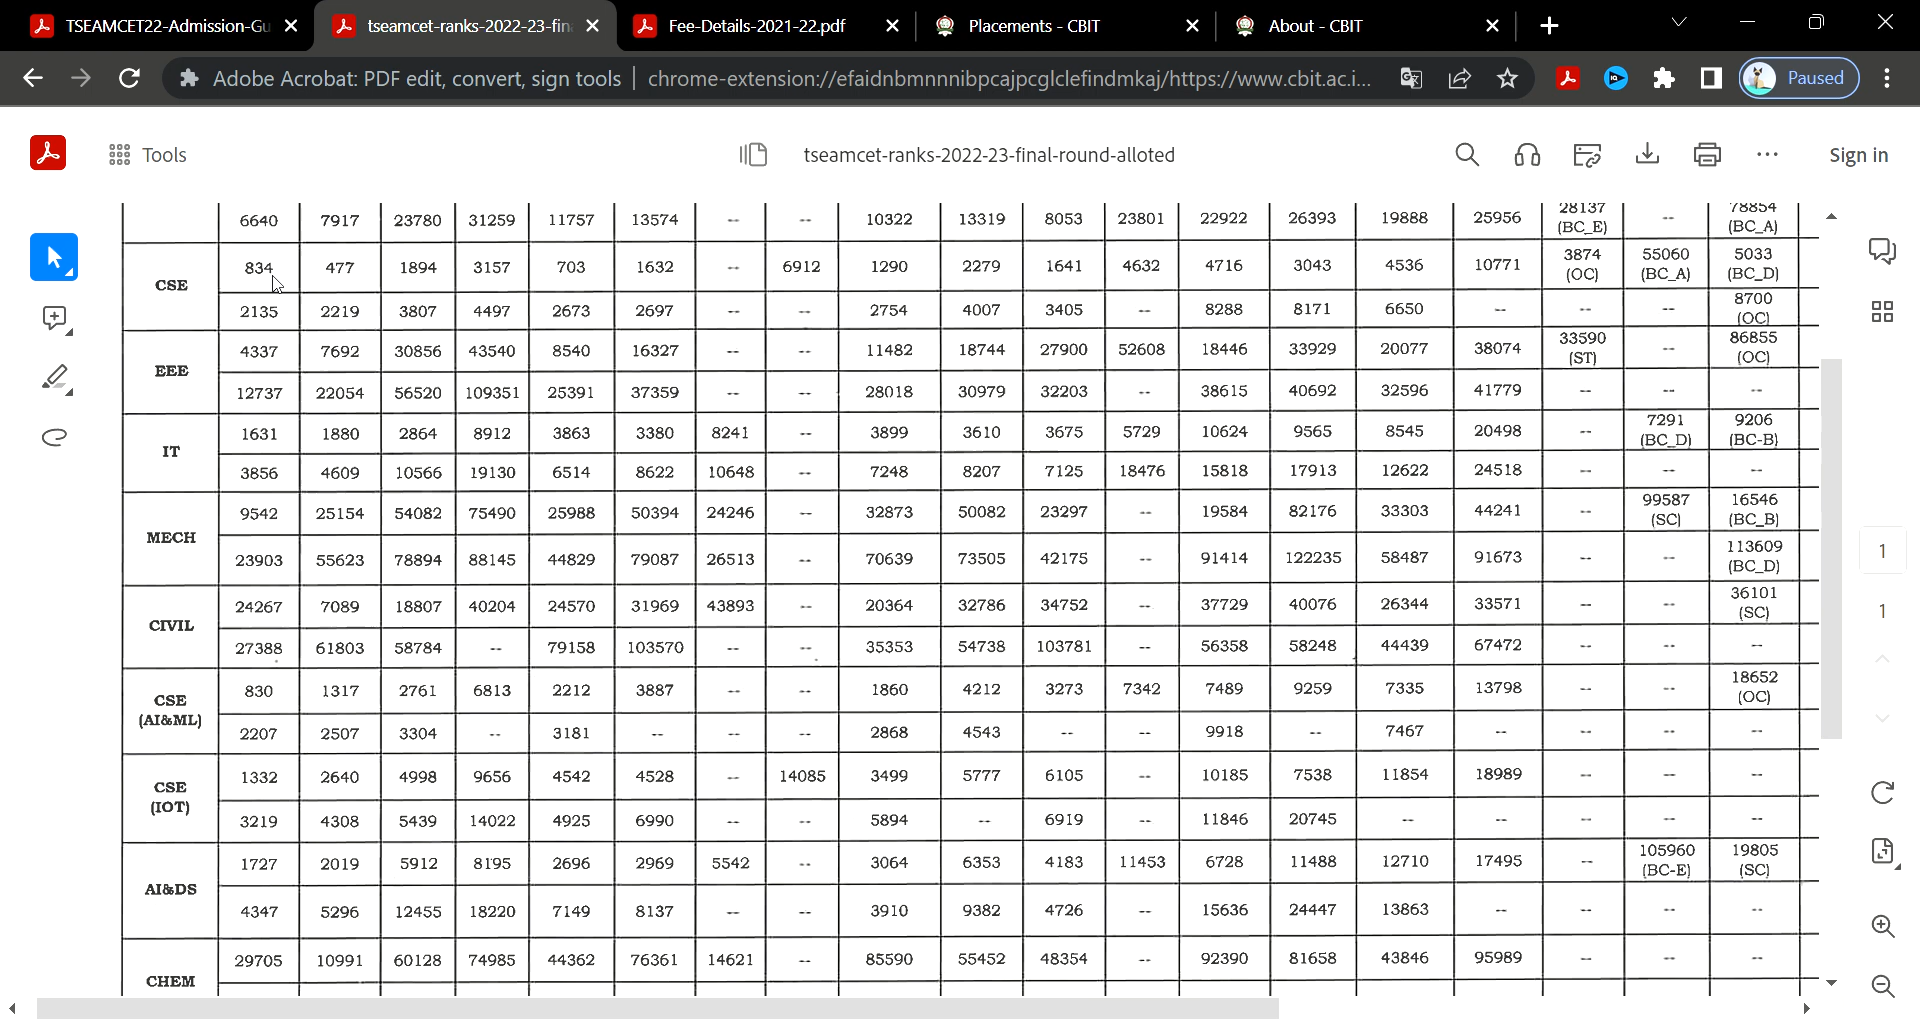 TSEAMCET22-Admission-Gu
tseamcet-ranks-2022-23-fin
Fee-Details-2021-22.pdf
Placements - CBIT
About - CBIT
Adobe Acrobat: PDF edit, convert, sign tools | chrome-extension://efaidnbmnnnibpcajpcglclefindmkaj/https://www.cbit.ac.i...
Paused
Tools
tseamcet-ranks-2022-23-final-round-alloted
Sign in
6640 7917 23780 31259 11757 13574 -- -- 10322 13319 8053 23801 22922 26393 19888 25956 28137 (BC_E) -- 78854 (BC_A)
CSE
834 477 1894 3157 703 1632 -- 6912 1290 2279 1641 4632 4716 3043 4536 10771 3874 (OC) 55060 (BC_A) 5033 (BC_D)
2135 2219 3807 4497 2673 2697 -- -- 2754 4007 3405 -- 8288 8171 6650 -- -- -- 8700 (OC)
EEE
4337 7692 30856 43540 8540 16327 -- -- 11482 18744 27900 52608 18446 33929 20077 38074 33590 (ST) -- 86855 (OC)
12737 22054 56520 109351 25391 37359 -- -- 28018 30979 32203 -- 38615 40692 32596 41779 -- -- --
IT
1631 1880 2864 8912 3863 3380 8241 -- 3899 3610 3675 5729 10624 9565 8545 20498 -- 7291 (BC_D) 9206 (BC-B)
3856 4609 10566 19130 6514 8622 10648 -- 7248 8207 7125 18476 15818 17913 12622 24518 -- -- --
MECH
9542 25154 54082 75490 25988 50394 24246 -- 32873 50082 23297 -- 19584 82176 33303 44241 -- 99587 (SC) 16546 (BC_B)
23903 55623 78894 88145 44829 79087 26513 -- 70639 73505 42175 -- 91414 122235 58487 91673 -- -- 113609 (BC_D)
CIVIL
24267 7089 18807 40204 24570 31969 43893 -- 20364 32786 34752 -- 37729 40076 26344 33571 -- -- 36101 (SC)
27388 61803 58784 -- 79158 103570 -- -- 35353 54738 103781 -- 56358 58248 44439 67472 -- -- --
CSE
(AI&ML)
830 1317 2761 6813 2212 3887 -- -- 1860 4212 3273 7342 7489 9259 7335 13798 -- -- 18652 (OC)
2207 2507 3304 -- 3181 -- -- -- 2868 4543 -- -- 9918 -- 7467 -- -- -- --
CSE
(IOT)
1332 2640 4998 9656 4542 4528 -- 14085 3499 5777 6105 -- 10185 7538 11854 18989 -- -- --
3219 4308 5439 14022 4925 6990 -- -- 5894 -- 6919 -- 11846 20745 -- -- -- -- --
AI&DS
1727 2019 5912 8195 2696 2969 5542 -- 3064 6353 4183 11453 6728 11488 12710 17495 -- 105960 (BC-E) 19805 (SC)
4347 5296 12455 18220 7149 8137 -- -- 3910 9382 4726 -- 15636 24447 13863 -- -- -- --
CHEM
29705 10991 60128 74985 44362 76361 14621 -- 85590 55452 48354 -- 92390 81658 43846 95989 -- -- --
1
1